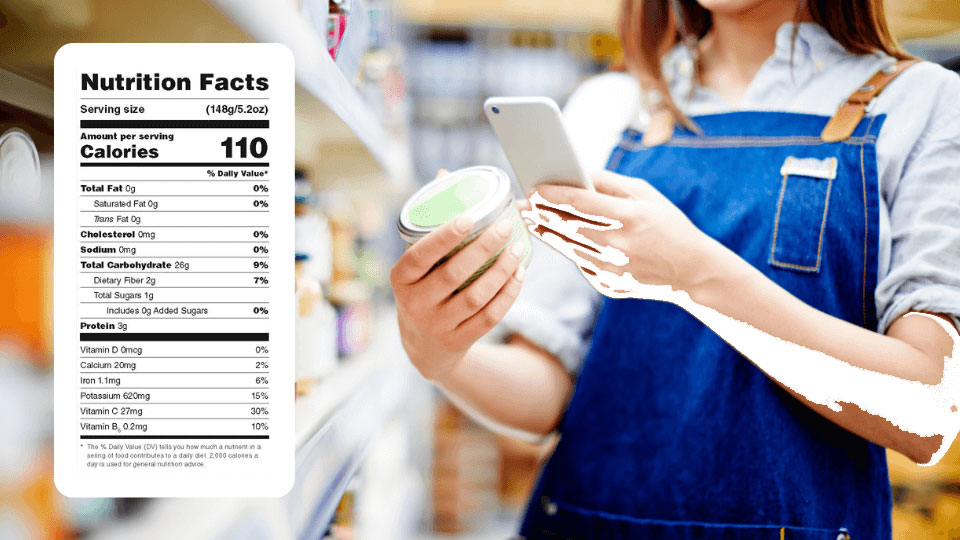 Nutrition Facts
Serving size (148g/5.2oz)
Amount per serving
Calories 110
% Daily Value*
Total Fat 0g 0%
Saturated Fat 0g 0%
Trans Fat 0g
Cholesterol 0mg 0%
Sodium 0mg 0%
Total Carbohydrate 26g 9%
Dietary Fiber 2g 7%
Total Sugars 1g
Includes 0g Added Sugars 0%
Protein 3g
Vitamin D 0mcg 0%
Calcium 20mg 2%
Iron 1.1mg 6%
Potassium 620mg 15%
Vitamin C 27mg 30%
Vitamin B₆ 0.2mg 10%
* The % Daily Value (DV) tells you how much a nutrient in a
sering of food contributes to a daily diet. 2,000 calories a
day is used for general nutrition advice.